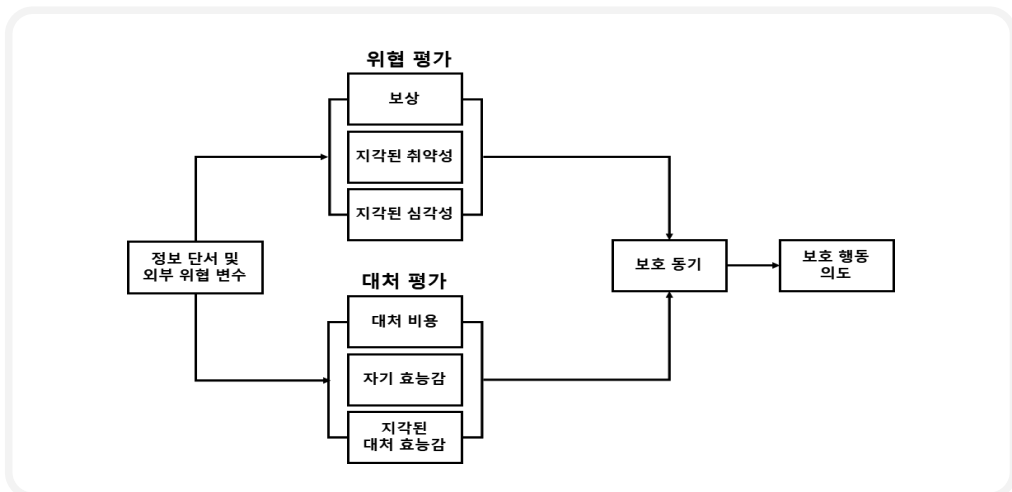 위협 평가
보상
지각된 취약성
지각된 심각성
정보 단서 및
외부 위협 변수
대처 평가
대처 비용
자기 효능감
지각된
대처 효능감
보호 동기
보호 행동
의도